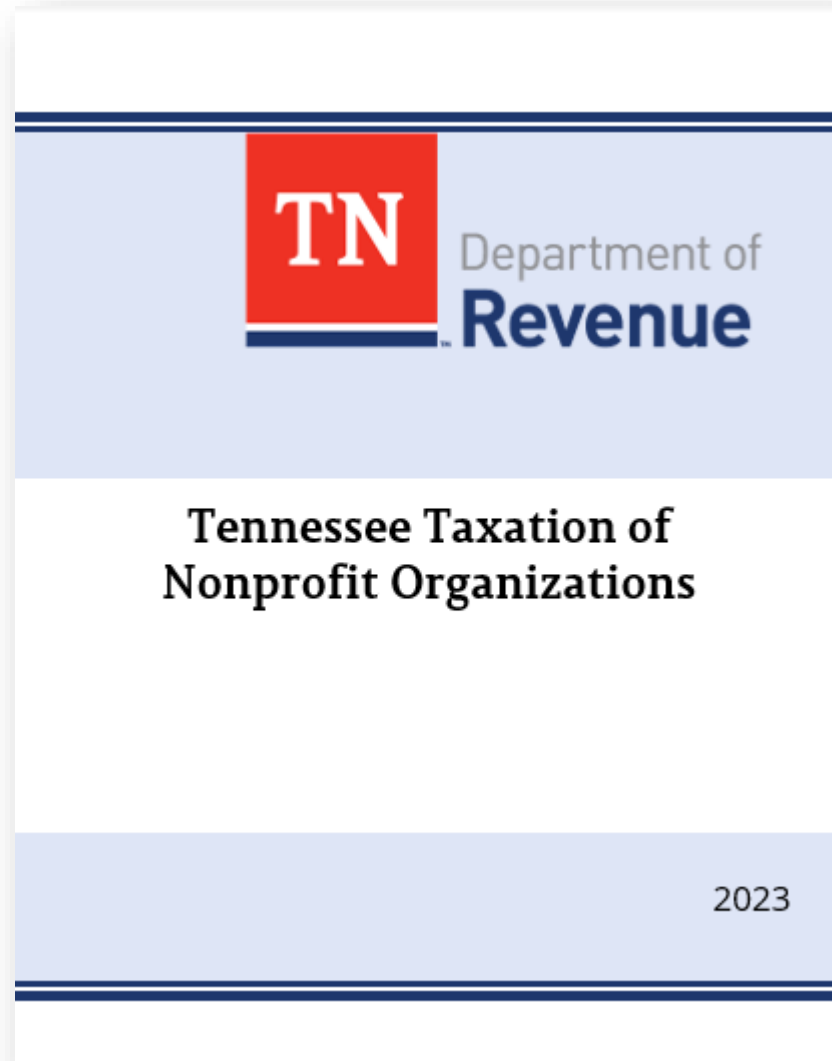 TN
Department of
Revenue
Tennessee Taxation of
Nonprofit Organizations
2023